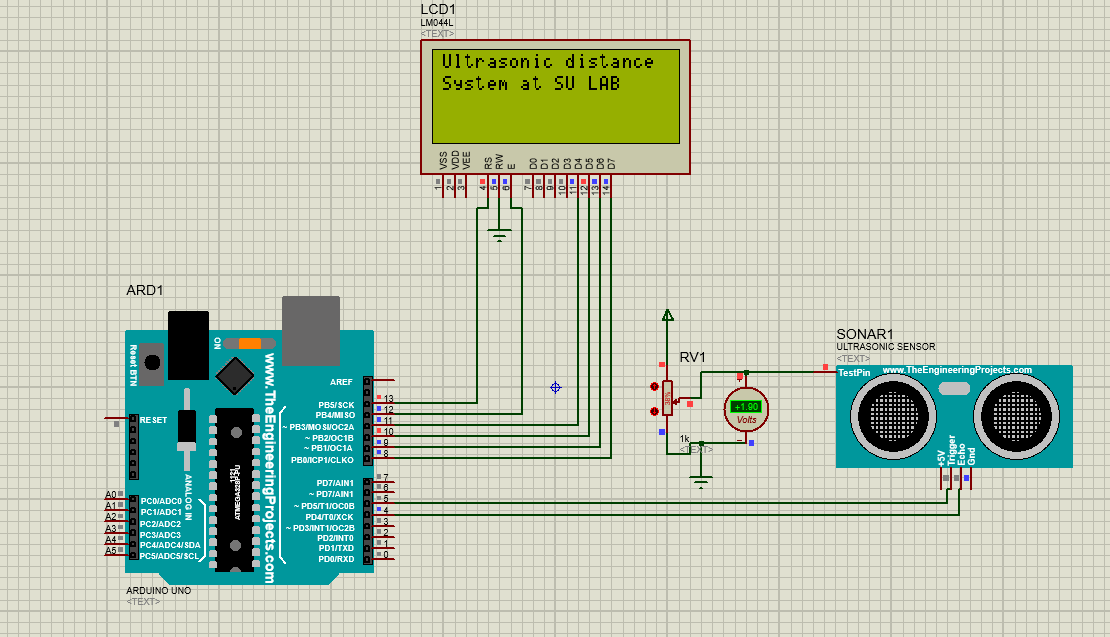 LCD1
LM044L
<TEXT>
Ultrasonic distance
System at SU LAB
VSS
VDD
VEE
RS
RW
E
D0
D1
D2
D3
D4
D5
D6
D7
1
2
3
4
5
6
7
8
9
10
11
12
13
14
ARD1
Reset BTN
ON
www.TheEngineeringProjects.com
AREF
PB5/SCK
13
PB4/MISO
12
~ PB3/MOSI/OC2A
11
~ PB2/OC1B
10
~ PB1/OC1A
9
PB0/ICP1/CLKO
8
RESET
ANALOG IN
ATMEGA328P-PU
1121
PD7/AIN1
7
~ PD7/AIN1
6
~ PD5/T1/OC0B
5
PD4/T0/XCK
4
~ PD3/INT1/OC2B
3
PD2/INT0
2
PD1/TXD
1
PD0/RXD
0
A0
PC0/ADC0
A1
PC1/ADC1
A2
PC2/ADC2
A3
PC3/ADC3
A4
PC4/ADC4/SDA
A5
PC5/ADC5/SCL
ARDUINO UNO
<TEXT>
RV1
1k
<TEXT>
+1.90
Volts
SONAR1
ULTRASONIC SENSOR
<TEXT>
TestPin
www.TheEngineeringProjects.com
+5V
Trigger
Echo
Gnd